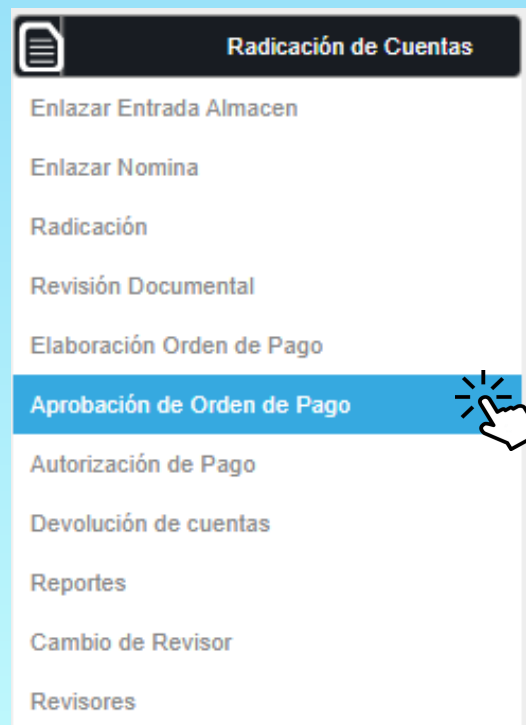 Radicación de Cuentas
Enlazar Entrada Almacen
Enlazar Nomina
Radicación
Revisión Documental
Elaboración Orden de Pago
Aprobación de Orden de Pago
Autorización de Pago
Devolución de cuentas
Reportes
Cambio de Revisor
Revisores